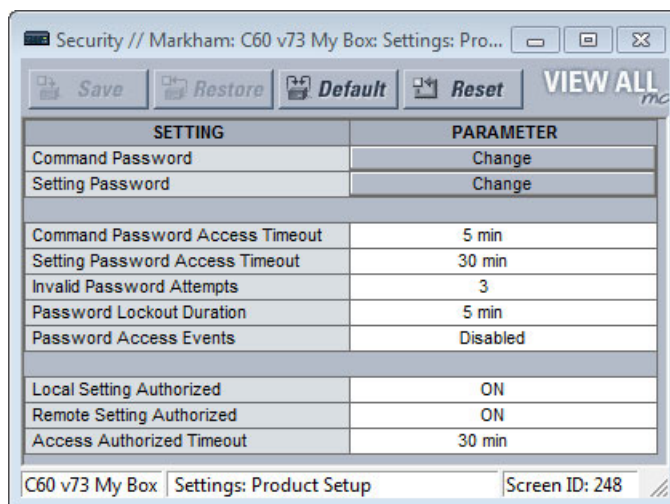 Security // Markham: C60 v73 My Box: Settings: Pro...
Save Restore Default Reset VIEW ALL
SETTING PARAMETER
Command Password Change
Setting Password Change
Command Password Access Timeout 5 min
Setting Password Access Timeout 30 min
Invalid Password Attempts 3
Password Lockout Duration 5 min
Password Access Events Disabled
Local Setting Authorized ON
Remote Setting Authorized ON
Access Authorized Timeout 30 min
C60 v73 My Box Settings: Product Setup Screen ID: 248